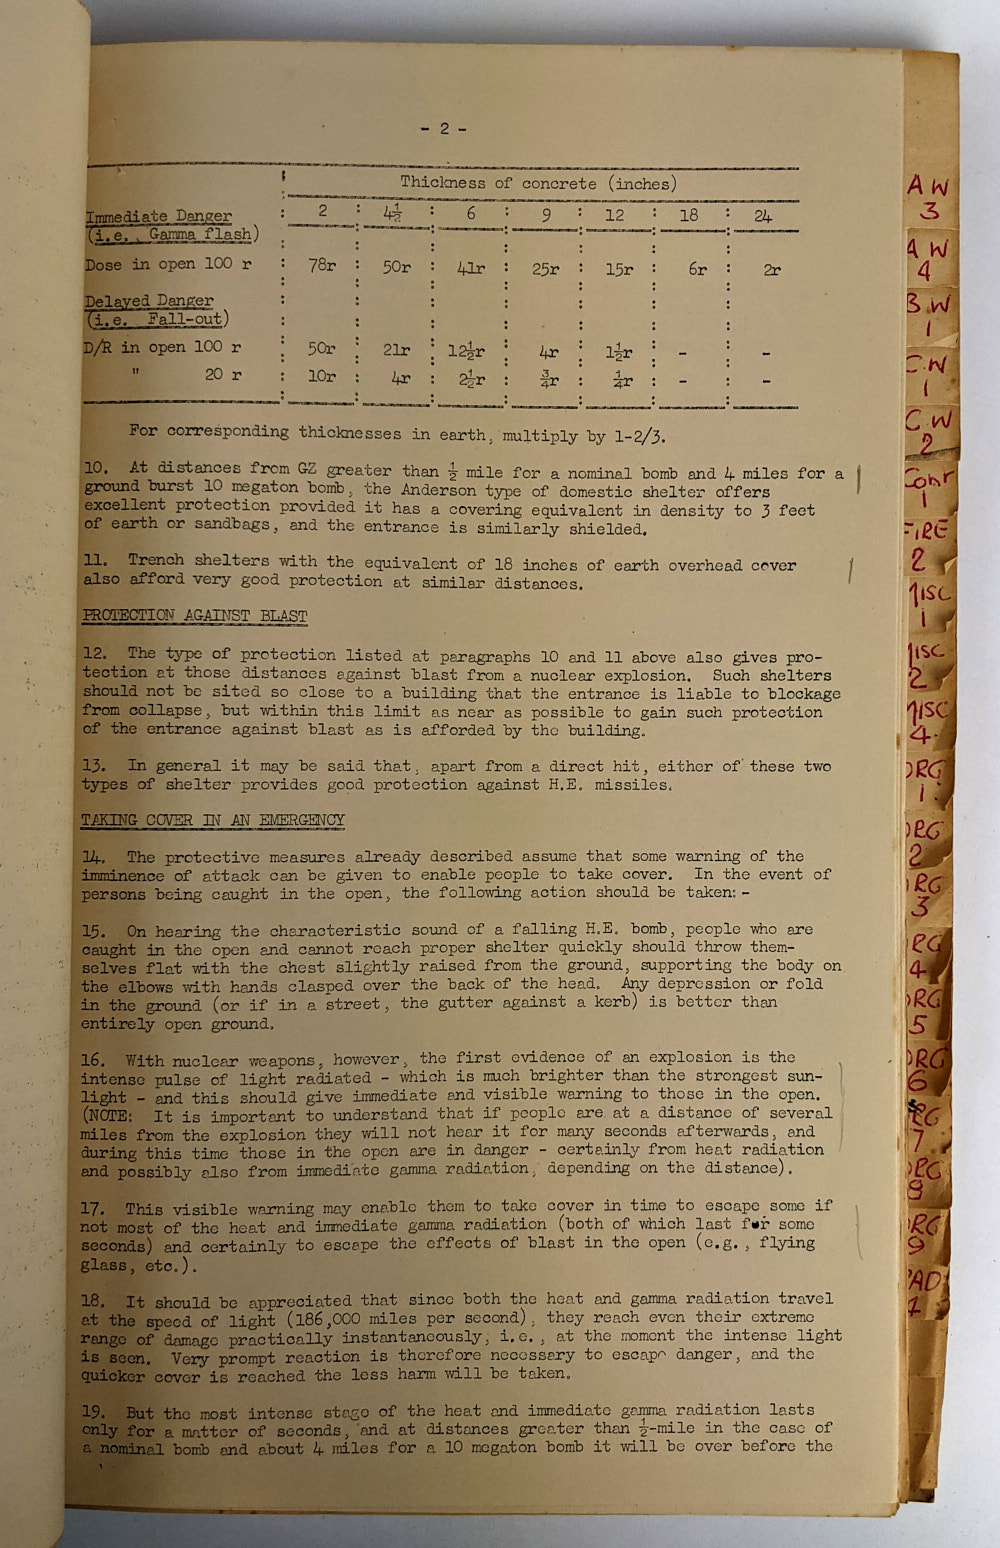 - 2 -
Thickness of concrete (inches)
Immediate Danger : 2 : 4½ : 6 : 9 : 12 : 18 : 24
(i.e. Gamma flash)
Dose in open 100 r : 78r : 50r : 41r : 25r : 15r : 6r : 2r
Delayed Danger
(i.e. Fall-out)
D/R in open 100 r : 50r : 21r : 12½r : 4r : 1½r : - : -
" 20 r : 10r : 4r : 2½r : ¾r : ¼r : - : -
For corresponding thicknesses in earth, multiply by 1-2/3.
10. At distances from GZ greater than ½ mile for a nominal bomb and 4 miles for a
ground burst 10 megaton bomb, the Anderson type of domestic shelter offers
excellent protection provided it has a covering equivalent in density to 3 feet
of earth or sandbags, and the entrance is similarly shielded.
11. Trench shelters with the equivalent of 18 inches of earth overhead cover
also afford very good protection at similar distances.
PROTECTION AGAINST BLAST
12. The type of protection listed at paragraphs 10 and 11 above also gives pro-
tection at those distances against blast from a nuclear explosion. Such shelters
should not be sited so close to a building that the entrance is liable to blockage
from collapse, but within this limit as near as possible to gain such protection
of the entrance against blast as is afforded by the building.
13. In general it may be said that, apart from a direct hit, either of these two
types of shelter provides good protection against H.E. missiles.
TAKING COVER IN AN EMERGENCY
14. The protective measures already described assume that some warning of the
imminence of attack can be given to enable people to take cover. In the event of
persons being caught in the open, the following action should be taken:-
15. On hearing the characteristic sound of a falling H.E. bomb, people who are
caught in the open and cannot reach proper shelter quickly should throw them-
selves flat with the chest slightly raised from the ground, supporting the body on
the elbows with hands clasped over the back of the head. Any depression or fold
in the ground (or if in a street, the gutter against a kerb) is better than
entirely open ground.
16. With nuclear weapons, however, the first evidence of an explosion is the
intense pulse of light radiated - which is much brighter than the strongest sun-
light - and this should give immediate and visible warning to those in the open.
(NOTE: It is important to understand that if people are at a distance of several
miles from the explosion they will not hear it for many seconds afterwards, and
during this time those in the open are in danger - certainly from heat radiation
and possibly also from immediate gamma radiation, depending on the distance).
17. This visible warning may enable them to take cover in time to escape some if
not most of the heat and immediate gamma radiation (both of which last for some
seconds) and certainly to escape the effects of blast in the open (e.g., flying
glass, etc.).
18. It should be appreciated that since both the heat and gamma radiation travel
at the speed of light (186,000 miles per second), they reach even their extreme
range of damage practically instantaneously, i.e., at the moment the intense light
is seen. Very prompt reaction is therefore necessary to escape danger, and the
quicker cover is reached the less harm will be taken.
19. But the most intense stage of the heat and immediate gamma radiation lasts
only for a matter of seconds, and at distances greater than ½-mile in the case of
a nominal bomb and about 4 miles for a 10 megaton bomb it will be over before the
A W
3
A W
4
B.W
1
C.W
1
C.W
2
Conr
1
FIRE
2
MISC
1
MISC
2
MISC
4.
ORG
1
ORG
2
ORG
3
ORG
4
ORG
5
ORG
6
ORG
7
ORG
8
ORG
9
RAD
1